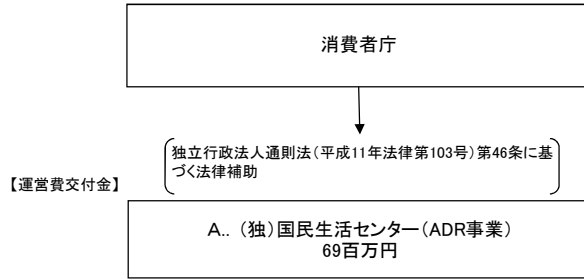 消費者庁
独立行政法人通則法（平成11年法律第103号）第46条に基
づく法律補助
【運営費交付金】
A．．（独）国民生活センター（ADR事業）
69百万円